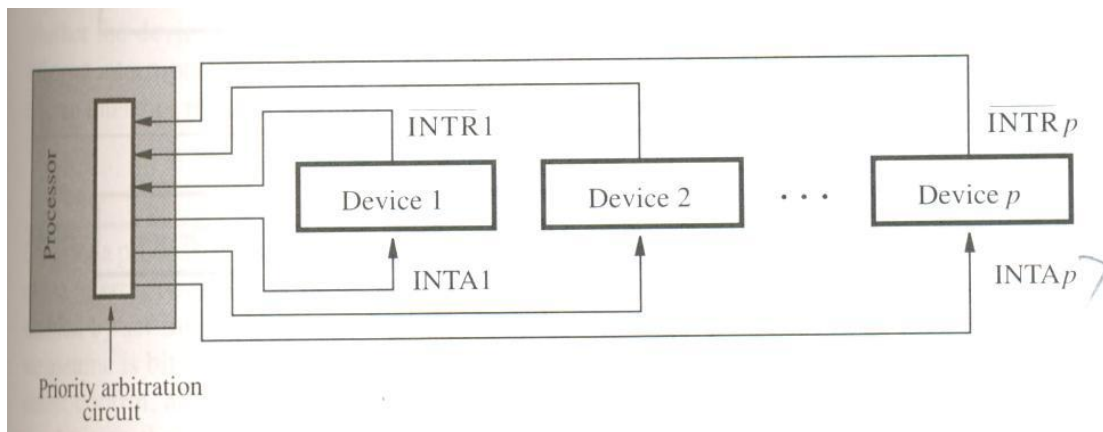 INTR1
INTRp
Device 1
Device 2
. . .
Device p
Processor
INTA1
INTAp
Priority arbitration
circuit